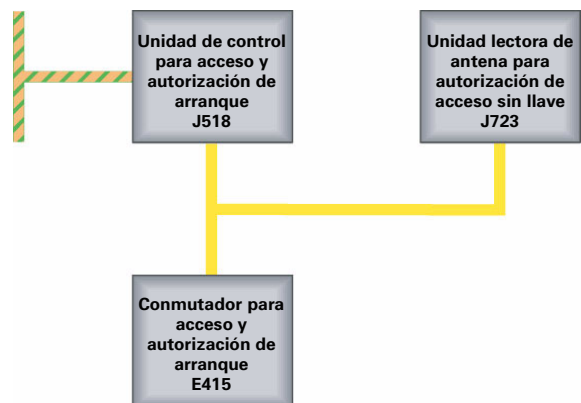 Unidad de control
para acceso y
autorización de
arranque
J518
Unidad lectora de
antena para
autorización de
acceso sin llave
J723
Conmutador para
acceso y
autorización de
arranque
E415